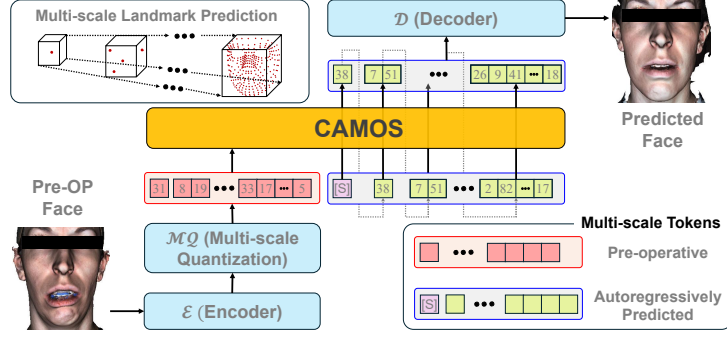 Multi-scale Landmark Prediction
𝒟 (Decoder)
38 7 51 ••• 26 9 41 ••• 18
Predicted
Face
CAMOS
Pre-OP
Face
31 8 19 ••• 33 17 ••• 5
[S] 38 7 51 ••• 2 82 ••• 17
ℳ𝒬 (Multi-scale
Quantization)
ℰ (Encoder)
Multi-scale Tokens
Pre-operative
[S] •••
Autoregressively
Predicted